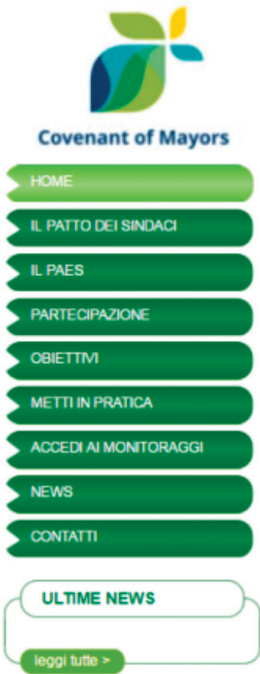 Covenant of Mayors
HOME
IL PATTO DEI SINDACI
IL PAES
PARTECIPAZIONE
OBIETTIVI
METTI IN PRATICA
ACCEDI AI MONITORAGGI
NEWS
CONTATTI
ULTIME NEWS
leggi tutte >